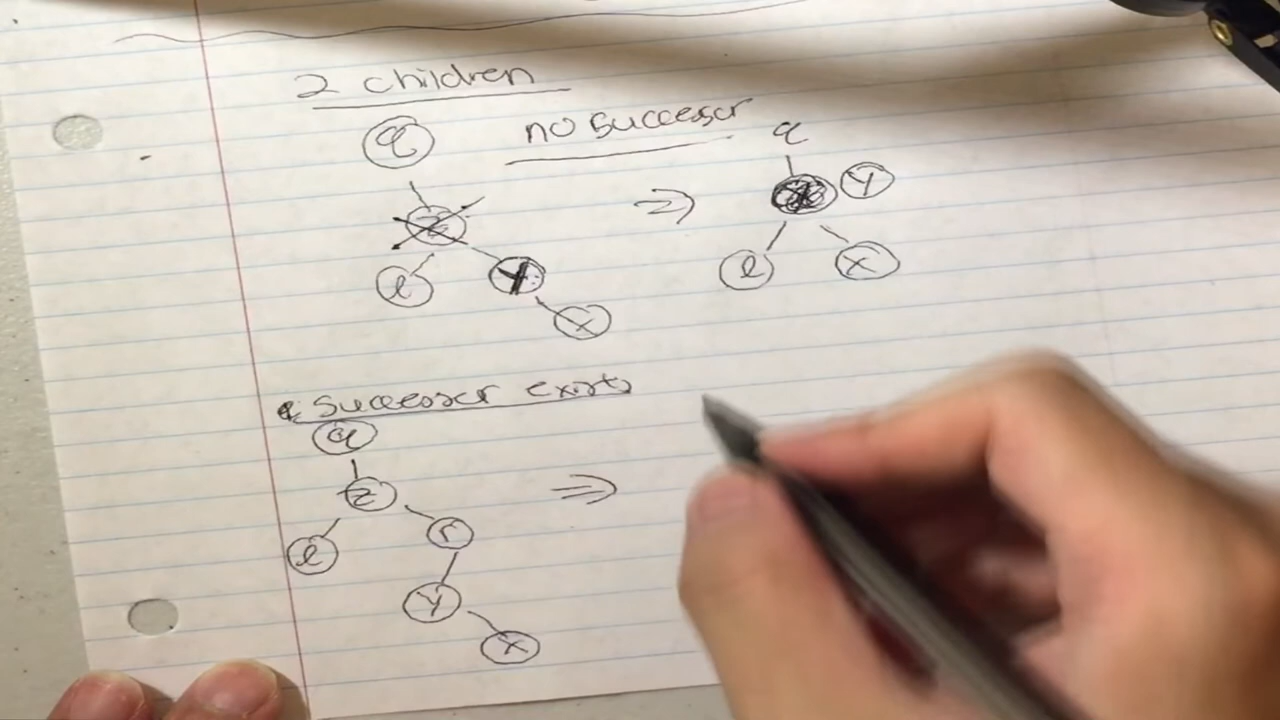 2 children
no successor
q
q
z
y
l
y
l
x
x
successor exists
q
z
r
l
y
x